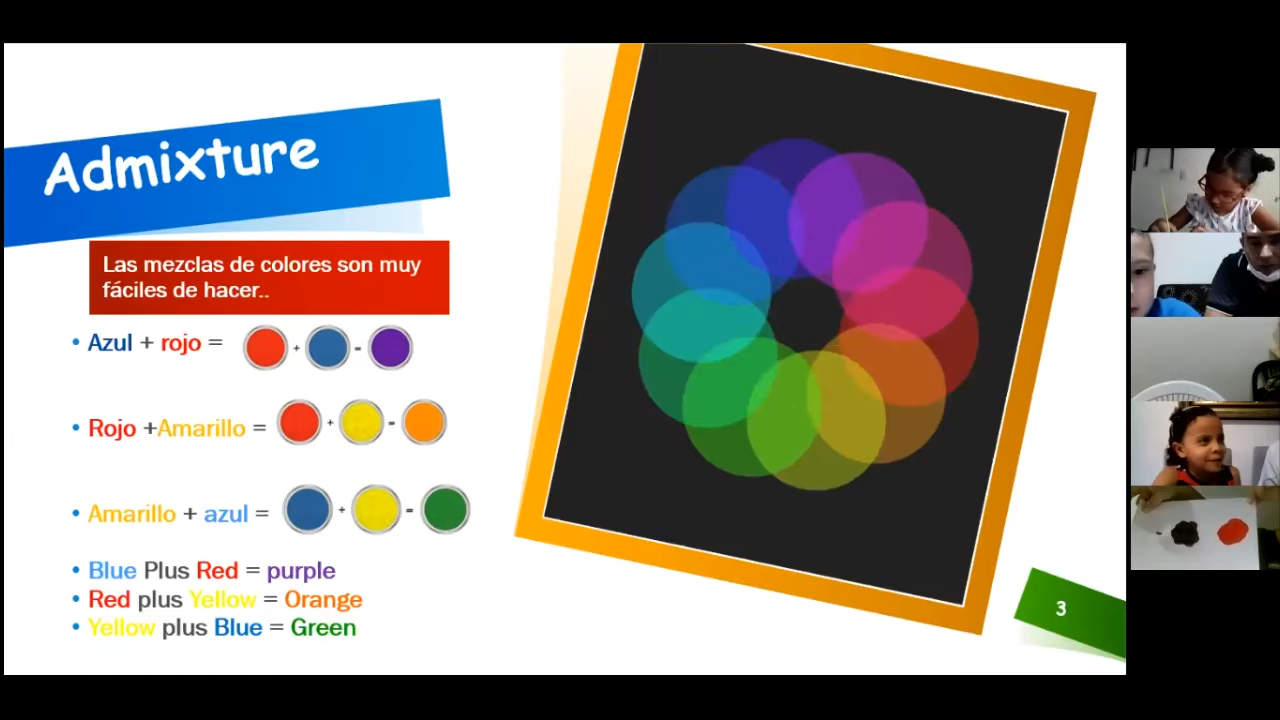 Admixture
Las mezclas de colores son muy
fáciles de hacer..
• Azul + rojo =
+ =
• Rojo +Amarillo =
+ =
• Amarillo + azul =
+ =
• Blue Plus Red = purple
• Red plus Yellow = Orange
• Yellow plus Blue = Green
3